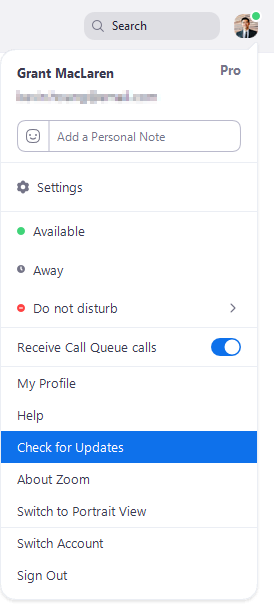 Search
Grant MacLaren Pro
Add a Personal Note
Settings
Available
Away
Do not disturb
Receive Call Queue calls
My Profile
Help
Check for Updates
About Zoom
Switch to Portrait View
Switch Account
Sign Out